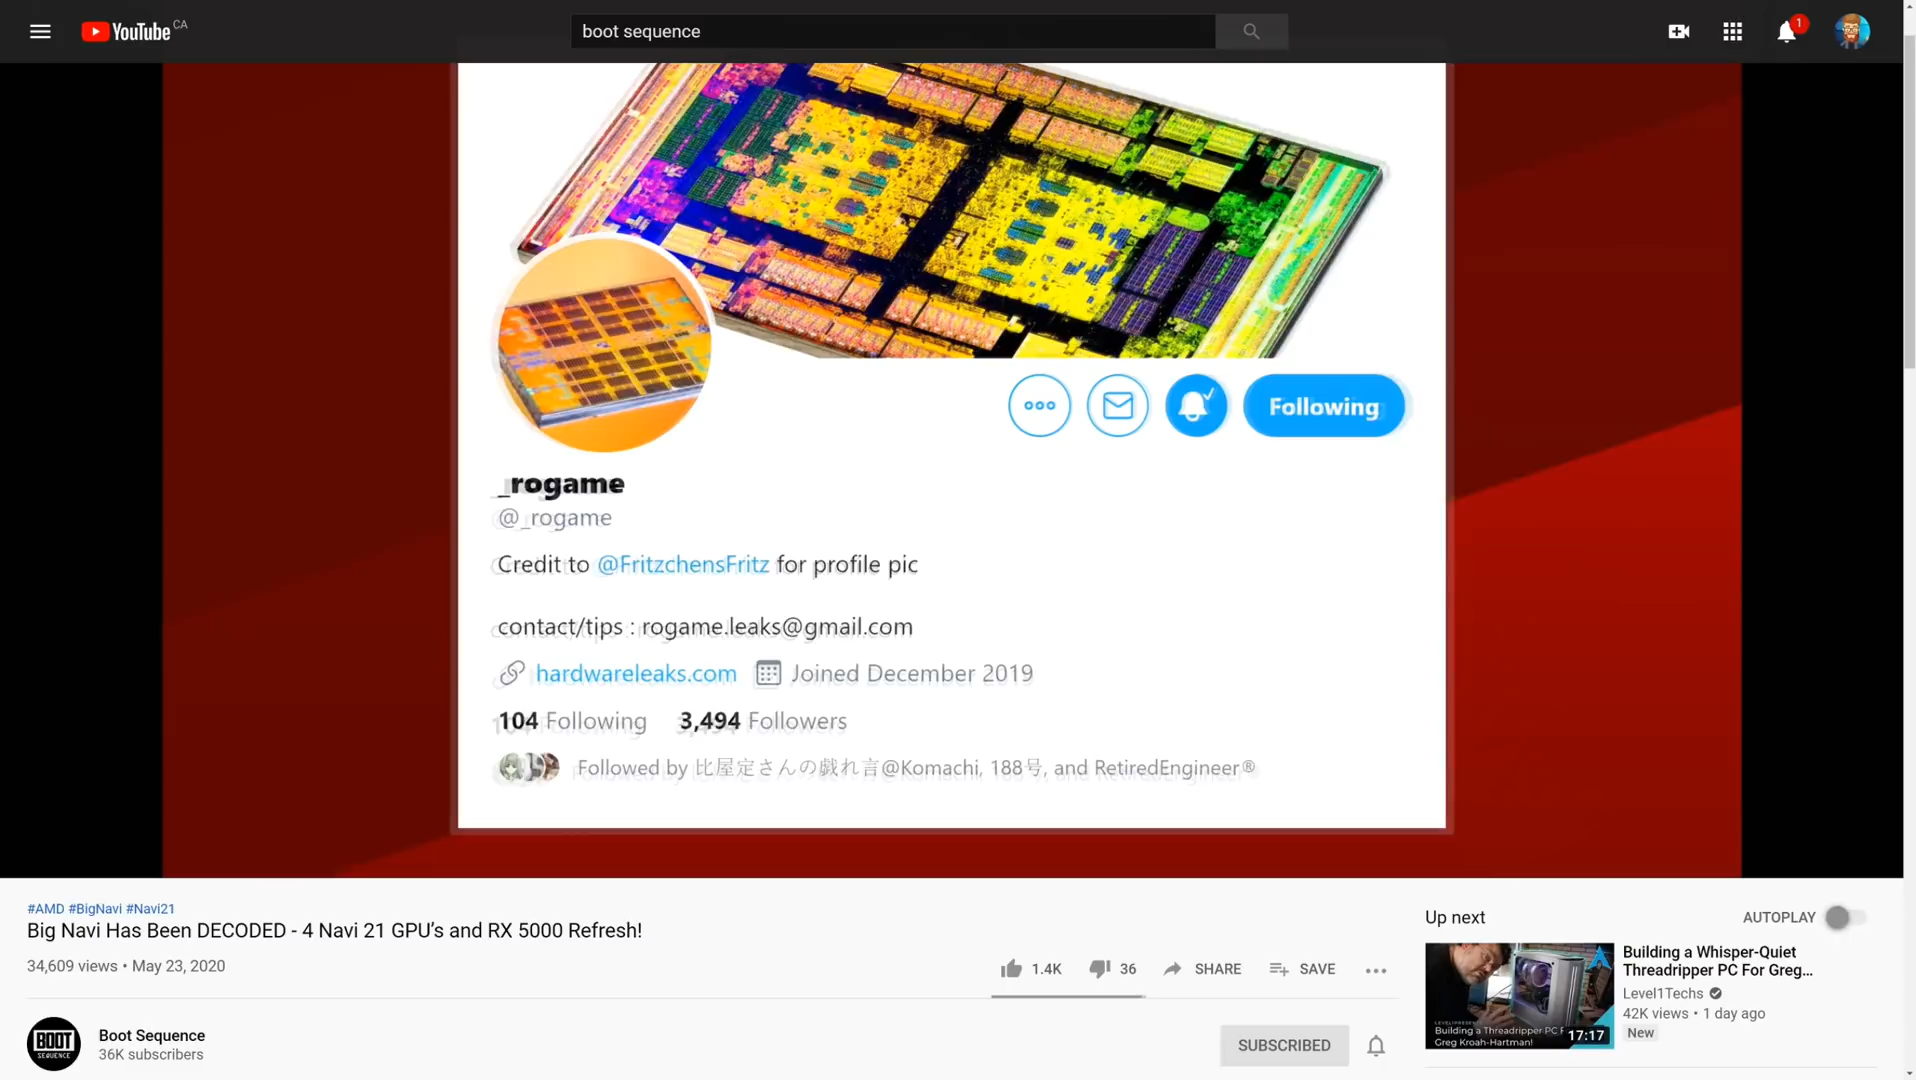 YouTube CA
boot sequence
1
Following
_rogame
@_rogame
Credit to @FritzchensFritz for profile pic
contact/tips : rogame.leaks@gmail.com
hardwareleaks.com Joined December 2019
104 Following 3,494 Followers
Followed by 比屋定さんの戯れ言@Komachi, 188号, and RetiredEngineer®
#AMD #BigNavi #Navi21
Big Navi Has Been DECODED - 4 Navi 21 GPU’s and RX 5000 Refresh!
34,609 views • May 23, 2020
1.4K 36 SHARE SAVE
BOOT
SEQUENCE
Boot Sequence
36K subscribers
SUBSCRIBED
Up next AUTOPLAY
Building a Threadripper PC F
Greg Kroah-Hartman!
17:17
Building a Whisper-Quiet
Threadripper PC For Greg...
Level1Techs
42K views • 1 day ago
New